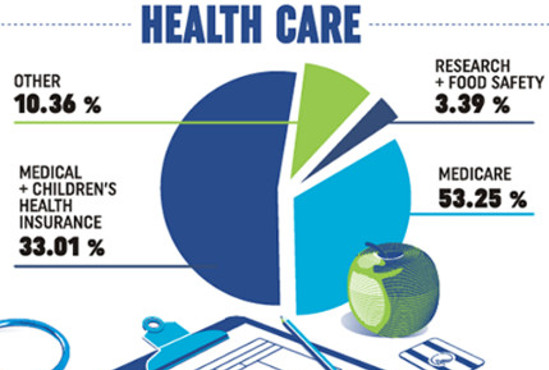 HEALTH CARE
OTHER
10.36 %
RESEARCH
+ FOOD SAFETY
3.39 %
MEDICAL
+ CHILDREN'S
HEALTH
INSURANCE
33.01 %
MEDICARE
53.25 %